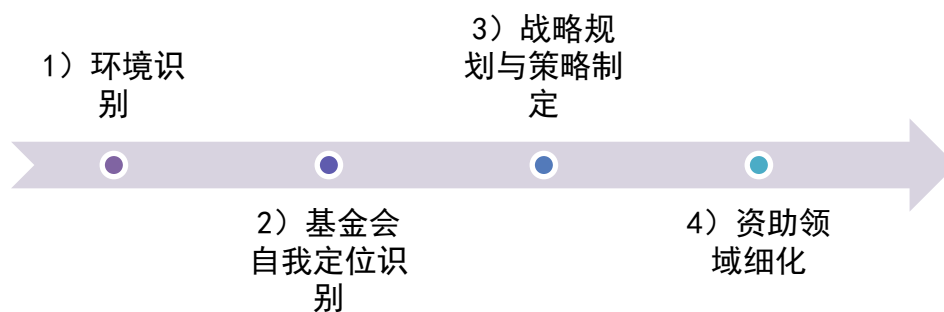 1）环境识
别
2）基金会
自我定位识
别
3）战略规
划与策略制
定
4）资助领
域细化